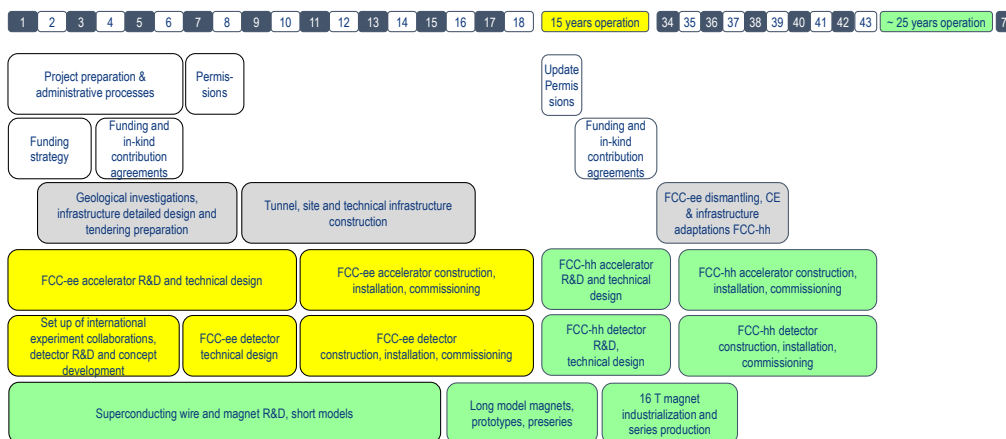 1 2 3 4 5 6 7 8 9 10 11 12 13 14 15 16 17 18 15 years operation 34 35 36 37 38 39 40 41 42 43 ~ 25 years operation
Project preparation &
administrative processes
Permis-
sions
Update
Permis
sions
Funding
strategy
Funding and
in-kind
contribution
agreements
Funding and
in-kind
contribution
agreements
Geological investigations,
infrastructure detailed design and
tendering preparation
Tunnel, site and technical infrastructure
construction
FCC-ee dismantling, CE
& infrastructure
adaptations FCC-hh
FCC-ee accelerator R&D and technical design
FCC-ee accelerator construction,
installation, commissioning
FCC-hh accelerator
R&D and technical
design
FCC-hh accelerator construction,
installation, commissioning
Set up of international
experiment collaborations,
detector R&D and concept
development
FCC-ee detector
technical design
FCC-ee detector
construction, installation, commissioning
FCC-hh detector
R&D,
technical design
FCC-hh detector
construction, installation,
commissioning
Superconducting wire and magnet R&D, short models
Long model magnets,
prototypes, preseries
16 T magnet
industrialization and
series production